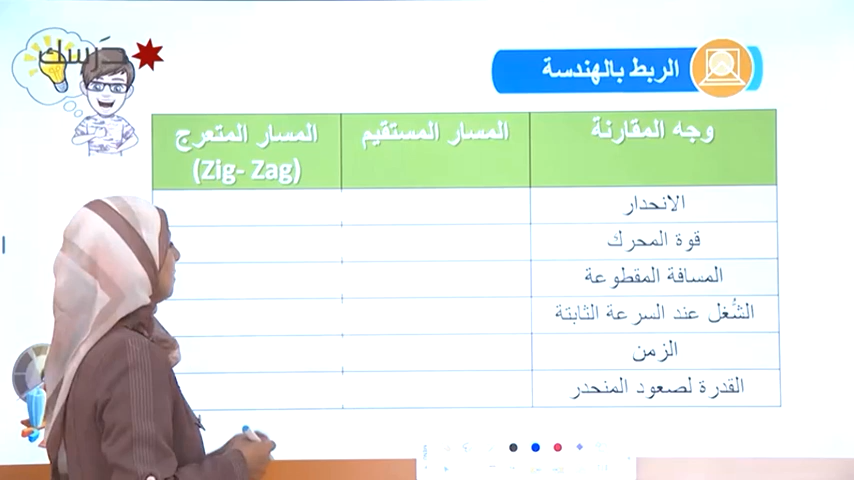 درسك
الربط بالهندسة
وجه المقارنة
المسار المستقيم
المسار المتعرج
(Zig- Zag)
الانحدار
قوة المحرك
المسافة المقطوعة
الشُغل عند السرعة الثابتة
الزمن
القدرة لصعود المنحدر